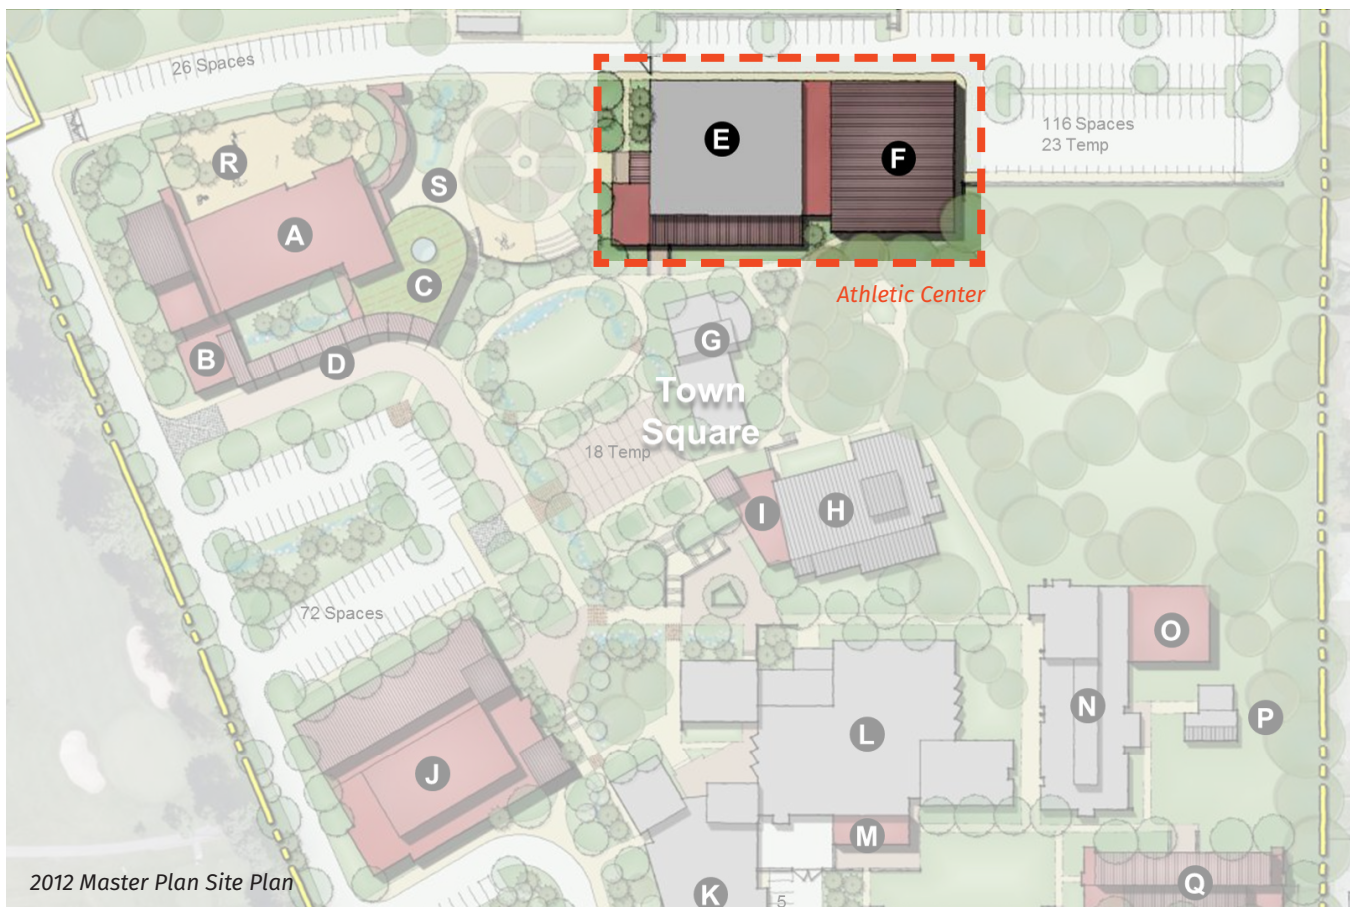 26 Spaces
E
F
116 Spaces
23 Temp
R
S
A
C
Athletic Center
B
D
G
Town
Square
18 Temp
I
H
72 Spaces
O
N
P
L
J
M
2012 Master Plan Site Plan
K
5
Q